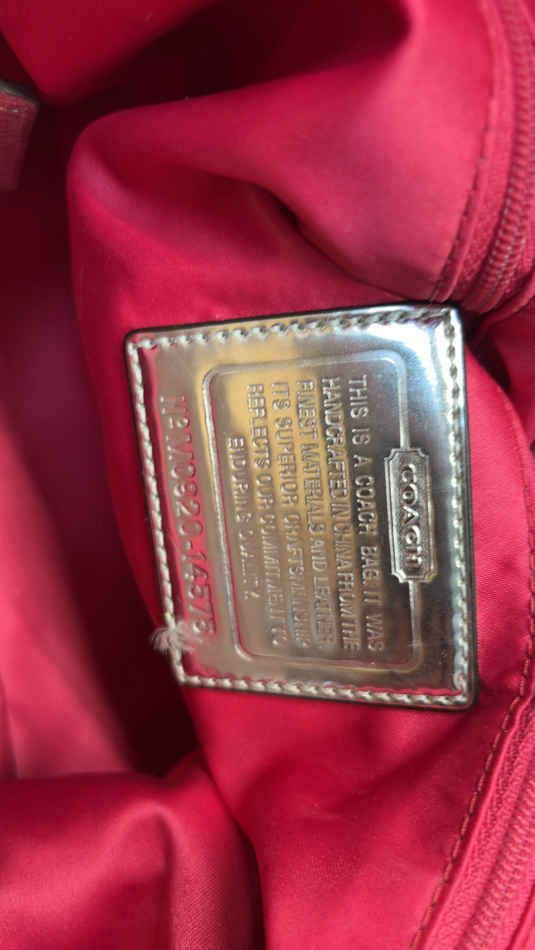 COACH
THIS IS A COACH BAG. IT WAS
HANDCRAFTED IN CHINA FROM THE
FINEST MATERIALS AND LEATHER
ITS SUPERIOR CRAFTSMANSHIP
REFLECTS OUR COMMITMENT TO
ENDURING QUALITY.